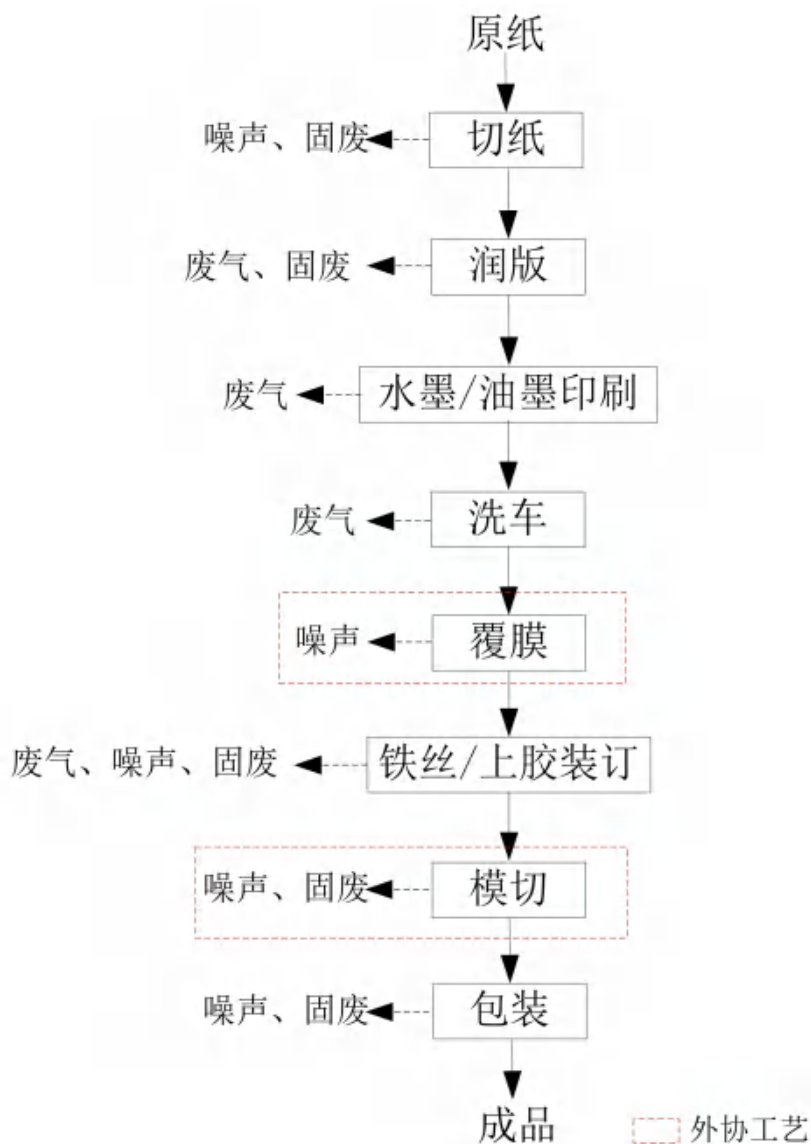 原纸
噪声、固废 切纸
废气、固废 润版
废气 水墨/油墨印刷
废气 洗车
噪声 覆膜
废气、噪声、固废 铁丝/上胶装订
噪声、固废 模切
噪声、固废 包装
成品
外协工艺